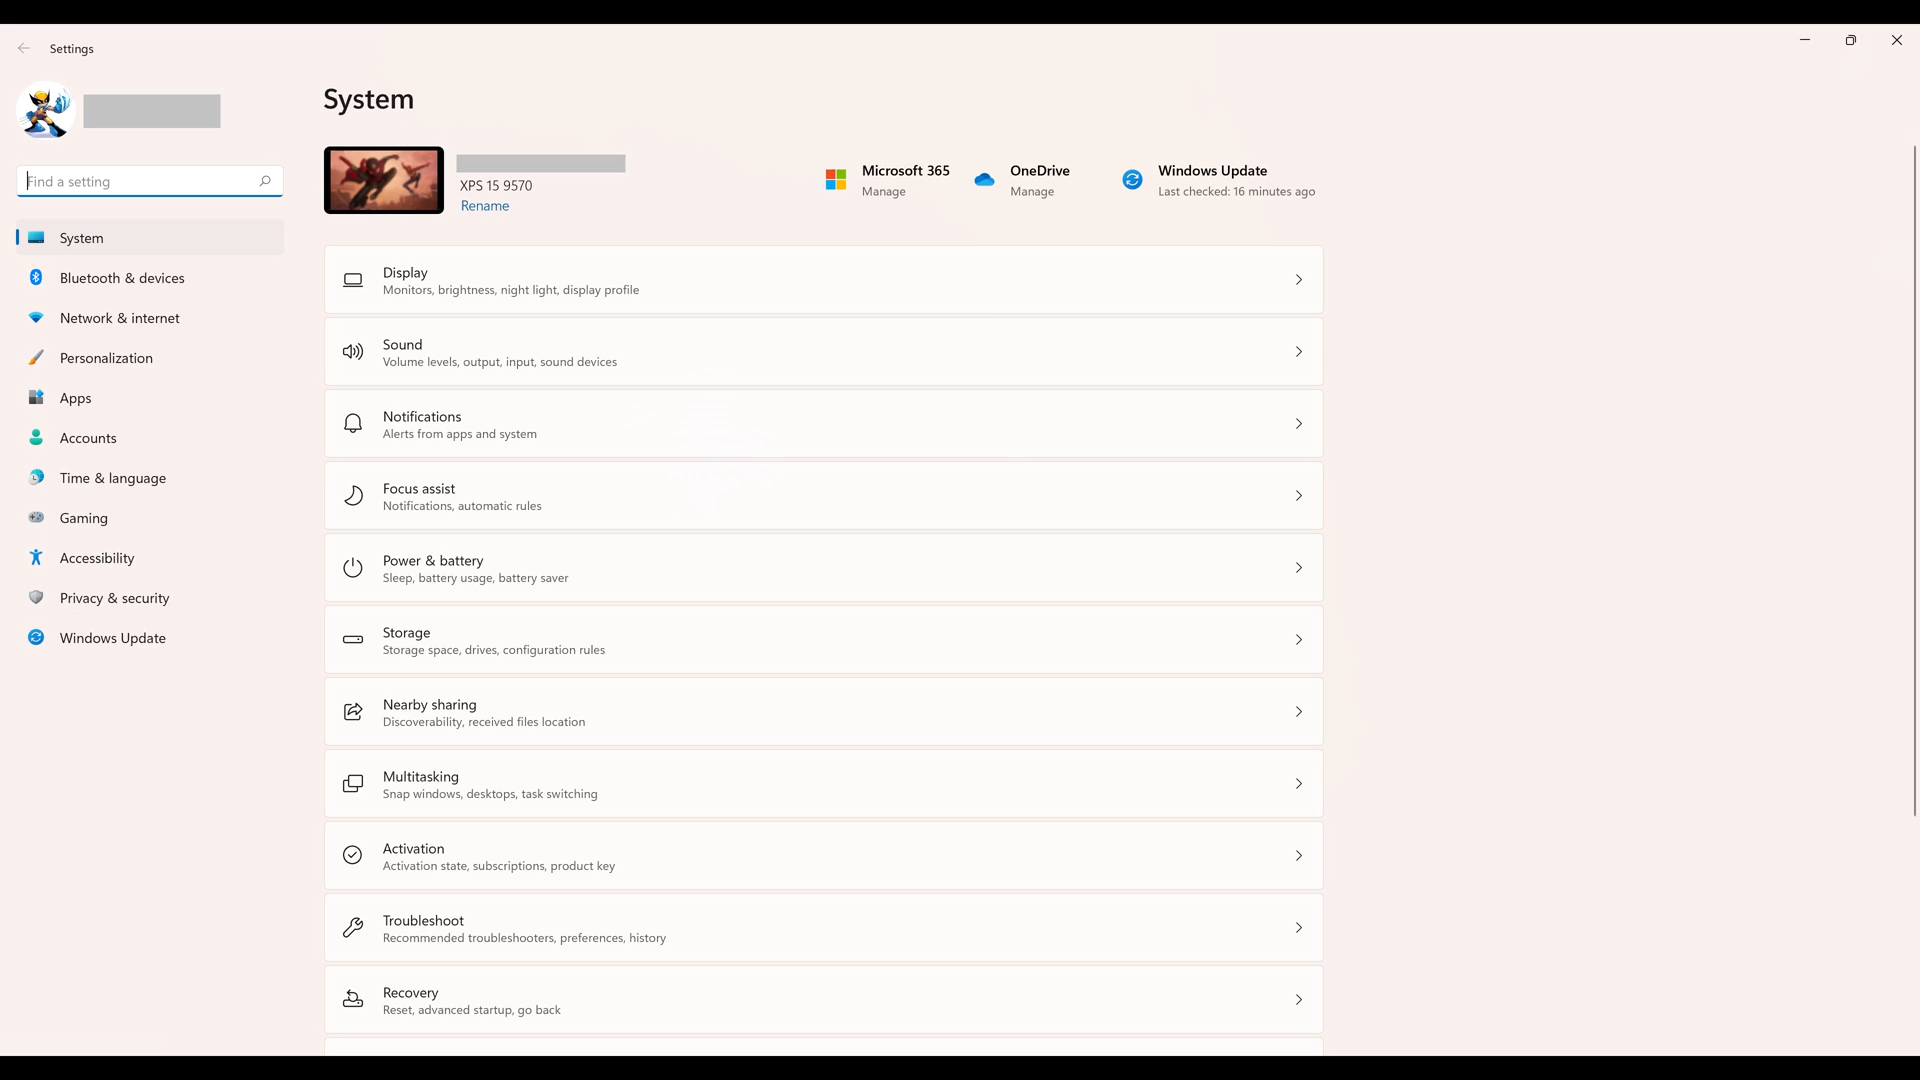 Settings
Find a setting
System
Bluetooth & devices
Network & internet
Personalization
Apps
Accounts
Time & language
Gaming
Accessibility
Privacy & security
Windows Update
System
XPS 15 9570
Rename
Microsoft 365
Manage
OneDrive
Manage
Windows Update
Last checked: 16 minutes ago
Display
Monitors, brightness, night light, display profile
Sound
Volume levels, output, input, sound devices
Notifications
Alerts from apps and system
Focus assist
Notifications, automatic rules
Power & battery
Sleep, battery usage, battery saver
Storage
Storage space, drives, configuration rules
Nearby sharing
Discoverability, received files location
Multitasking
Snap windows, desktops, task switching
Activation
Activation state, subscriptions, product key
Troubleshoot
Recommended troubleshooters, preferences, history
Recovery
Reset, advanced startup, go back